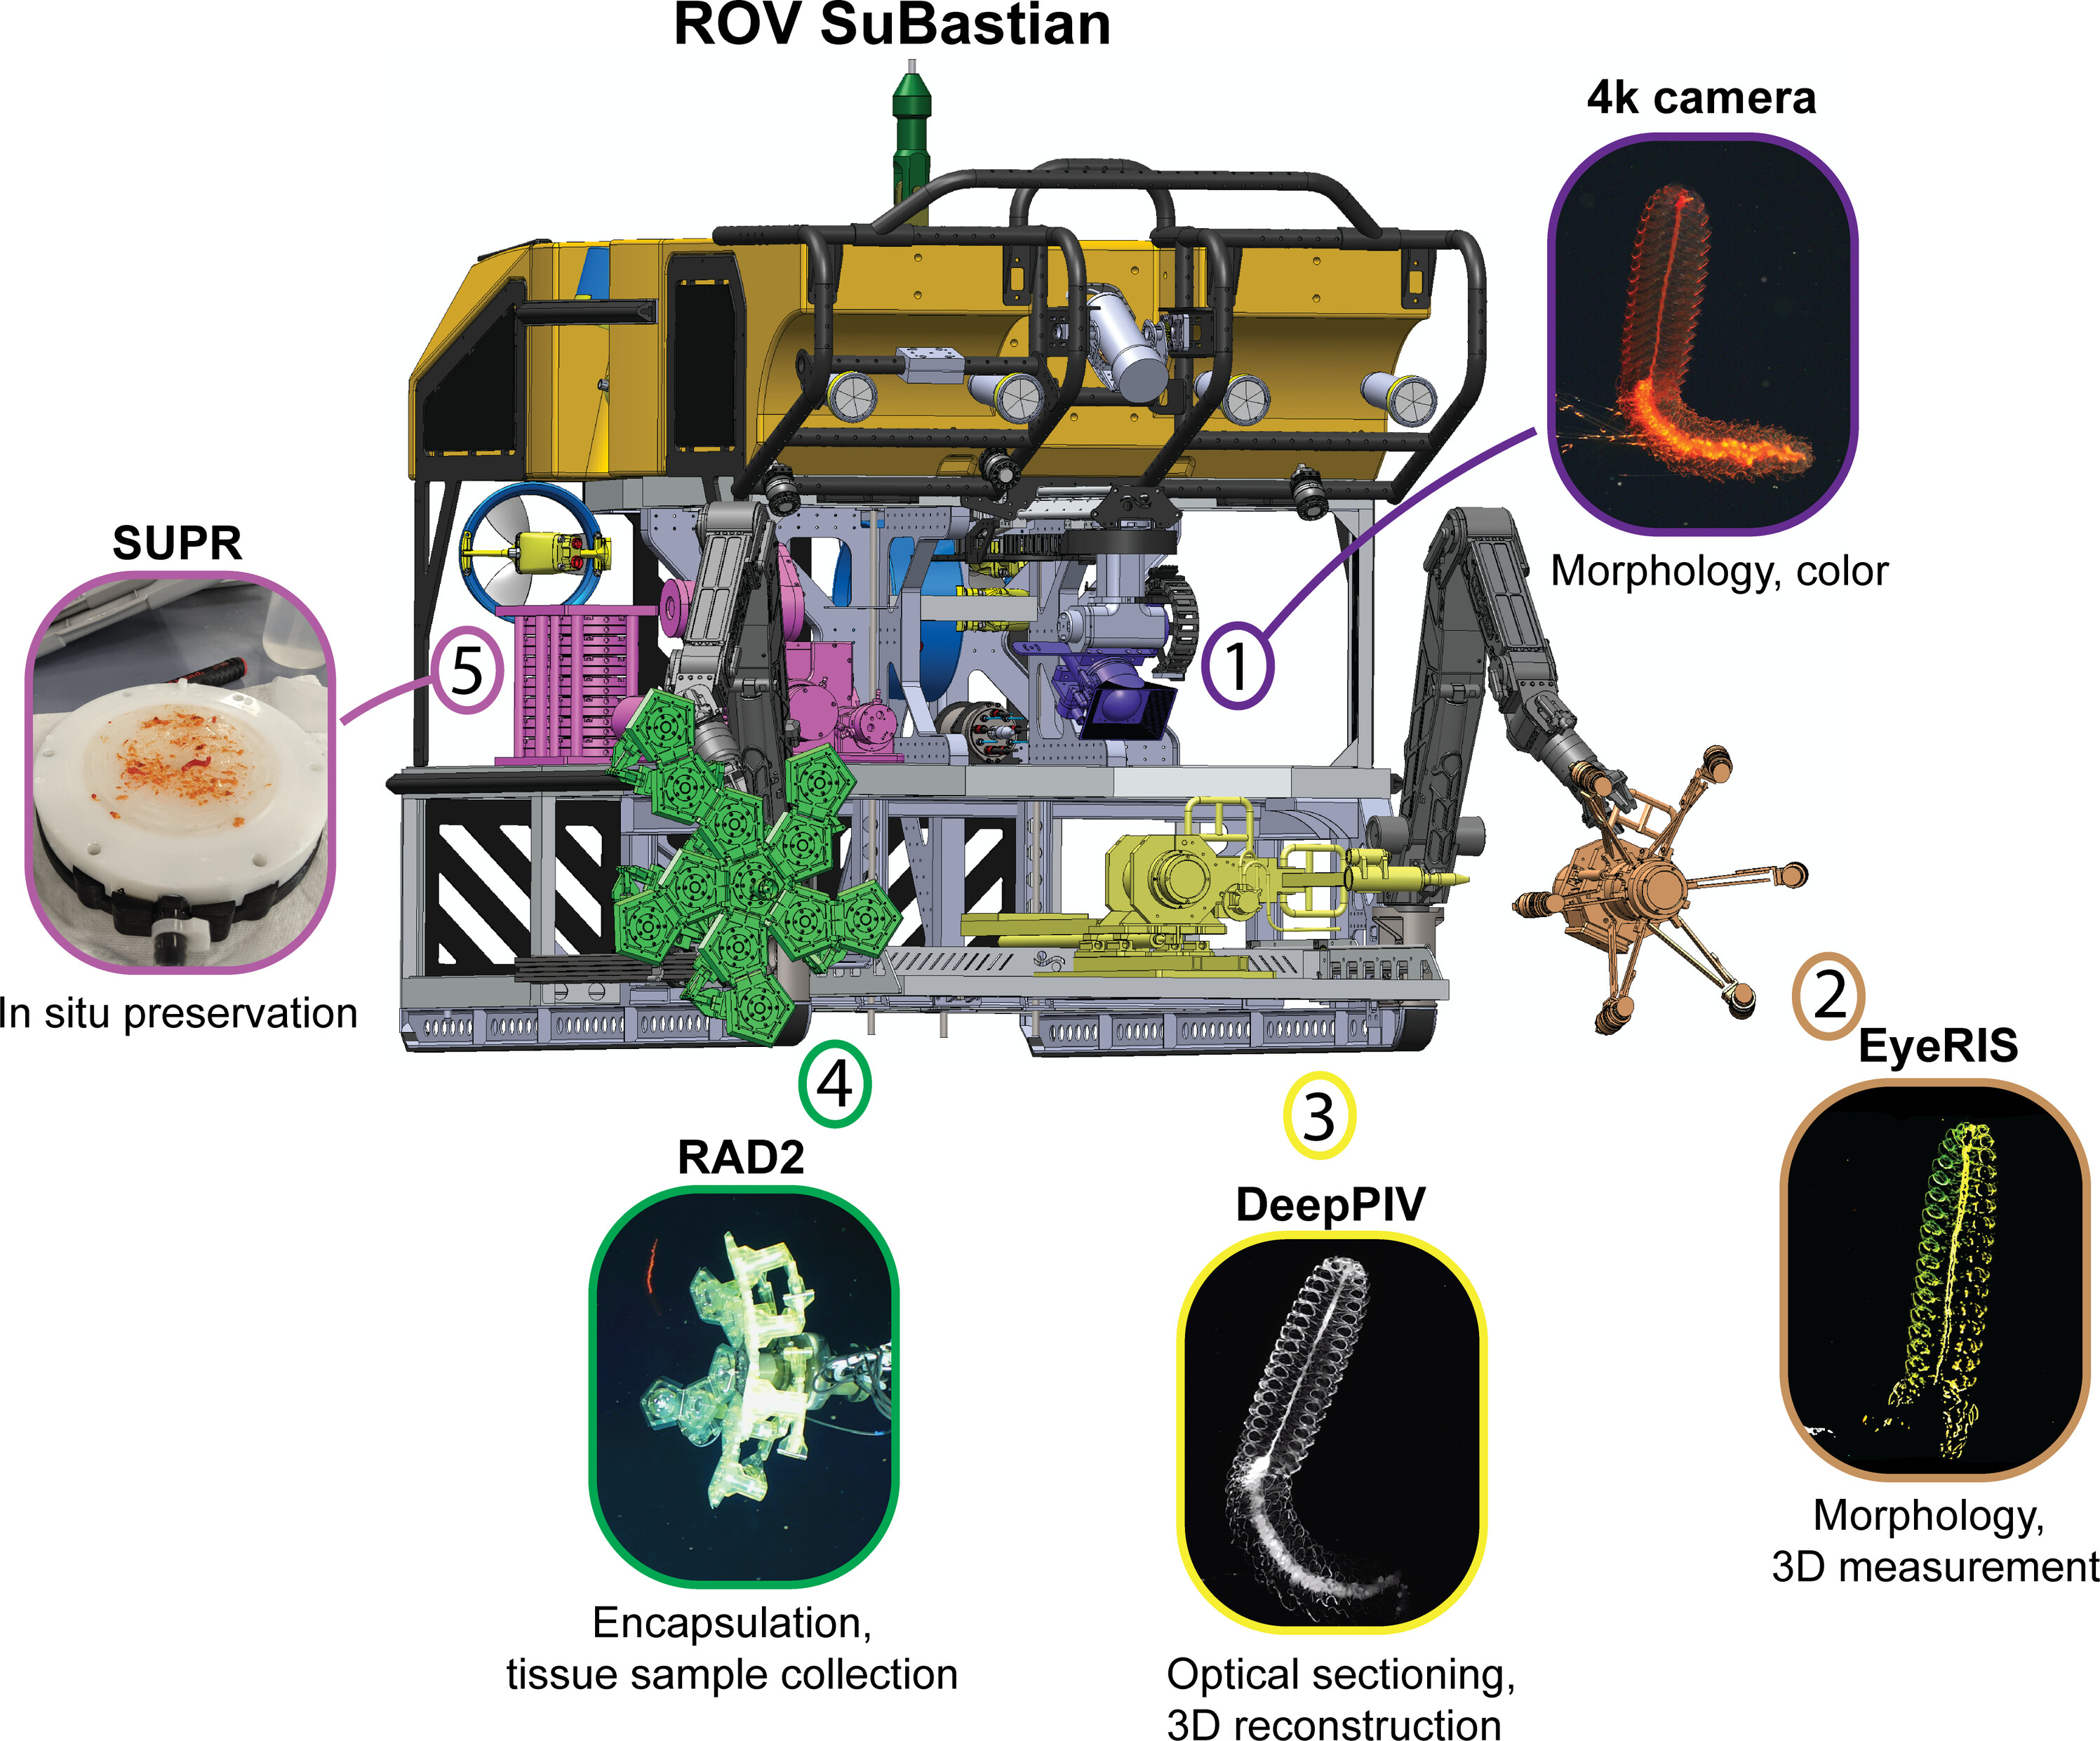 ROV SuBastian
4k camera
Morphology, color
1
SUPR
5
In situ preservation
2
EyeRIS
Morphology,
3D measurement
4
RAD2
Encapsulation,
tissue sample collection
3
DeepPIV
Optical sectioning,
3D reconstruction